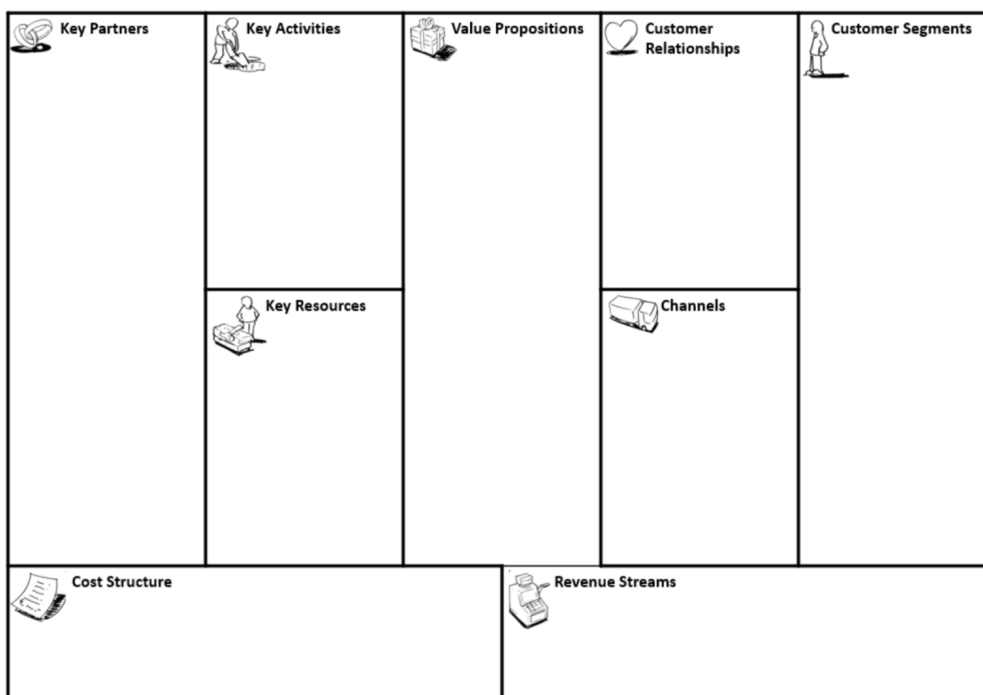 Key Partners
Key Activities
Value Propositions
Customer
Relationships
Customer Segments
Key Resources
Channels
Cost Structure
Revenue Streams